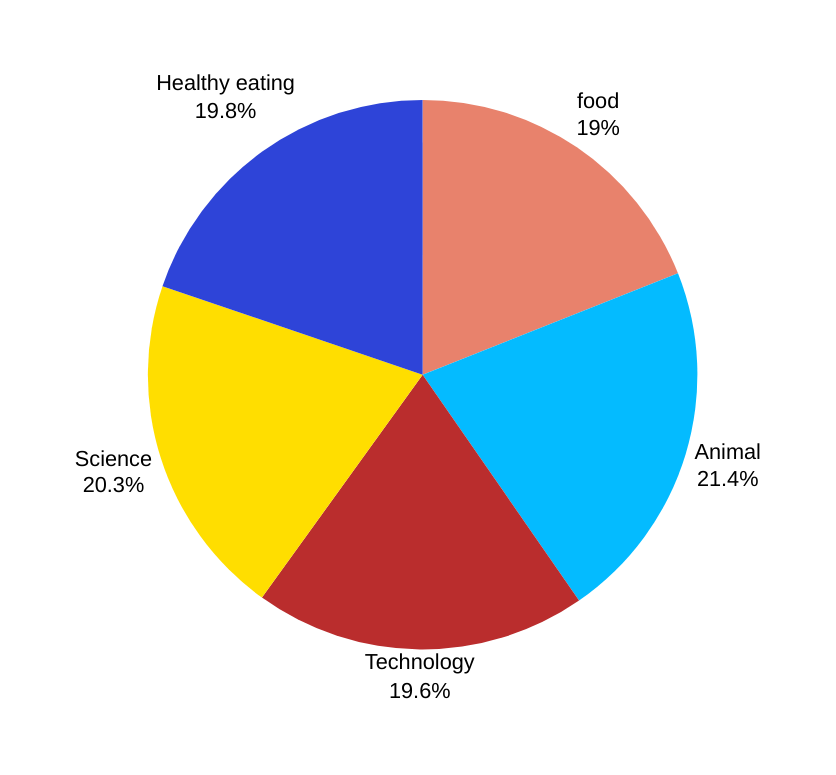 Healthy eating
19.8%
food
19%
Animal
21.4%
Science
20.3%
Technology
19.6%